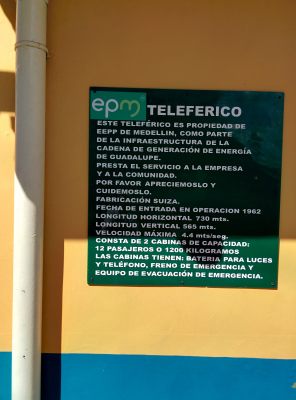 epm TELEFERICO
ESTE TELEFÉRICO ES PROPIEDAD DE
EEPP DE MEDELLIN, COMO PARTE
DE LA INFRAESTRUCTURA DE LA
CADENA DE GENERACIÓN DE ENERGÍA
DE GUADALUPE.
PRESTA EL SERVICIO A LA EMPRESA
Y A LA COMUNIDAD.
POR FAVOR APRECIEMOSLO Y
CUIDEMOSLO.
FABRICACIÓN SUIZA.
FECHA DE ENTRADA EN OPERACION 1962
LONGITUD HORIZONTAL 730 mts.
LONGITUD VERTICAL 565 mts.
VELOCIDAD MÁXIMA 4.4 mts/seg.
CONSTA DE 2 CABINAS DE CAPACIDAD:
12 PASAJEROS O 1200 KILOGRAMOS
LAS CABINAS TIENEN: BATERIA PARA LUCES
Y TELÉFONO, FRENO DE EMERGENCIA Y
EQUIPO DE EVACUACIÓN DE EMERGENCIA.